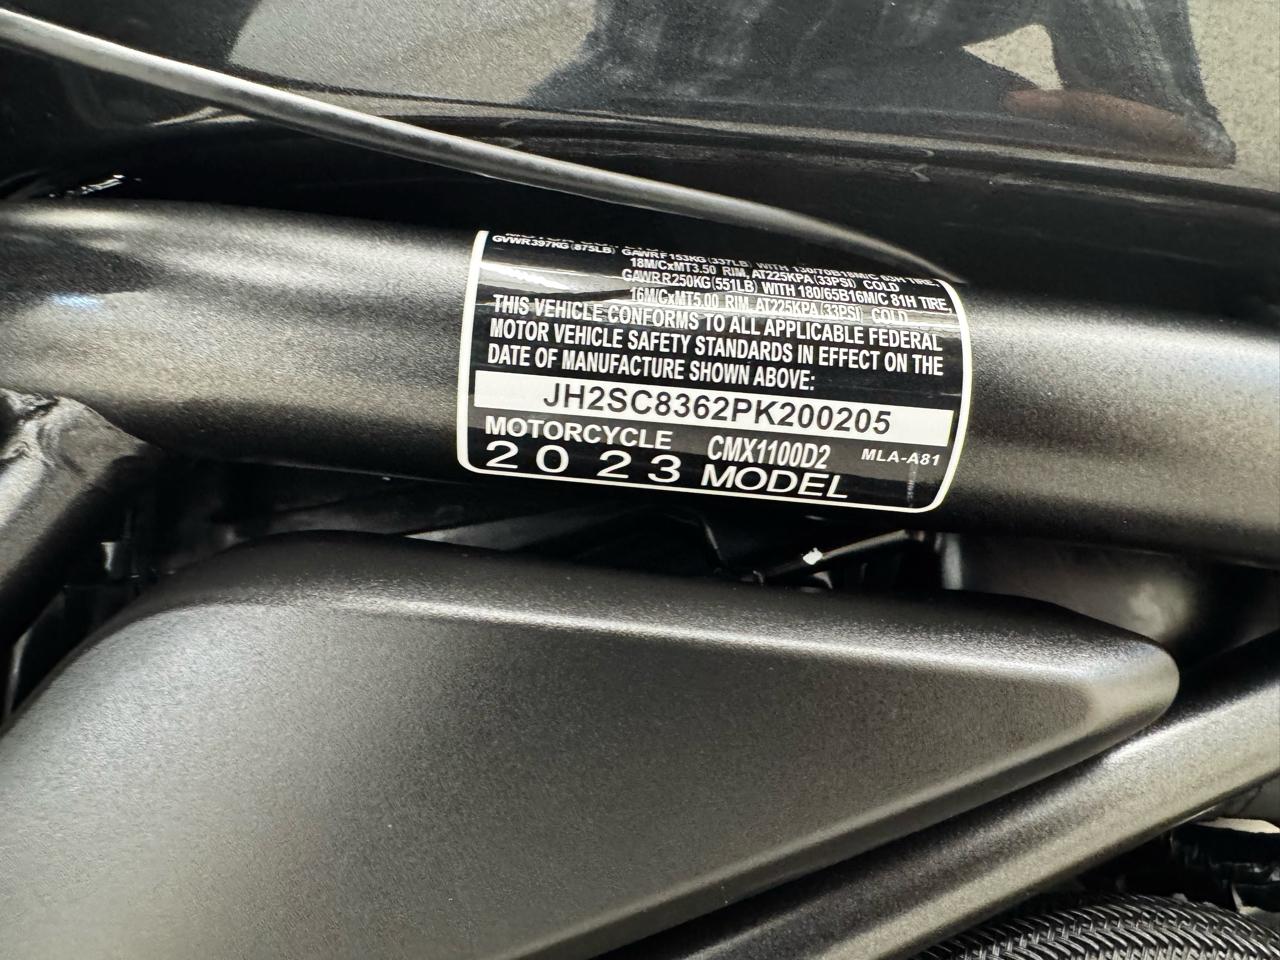 GVWR397KG (875LB) GAWRF153KG (337LB) WITH 130/70B18M/C 63H TIRE,
18M/CxMT3.50 RIM, AT225KPA (33PSI) COLD
GAWRR250KG (551LB) WITH 180/65B16M/C 81H TIRE,
16M/CxMT5.00 RIM, AT225KPA (33PSI) COLD
THIS VEHICLE CONFORMS TO ALL APPLICABLE FEDERAL
MOTOR VEHICLE SAFETY STANDARDS IN EFFECT ON THE
DATE OF MANUFACTURE SHOWN ABOVE:
JH2SC8362PK200205
MOTORCYCLE CMX1100D2 MLA-A81
2023 MODEL